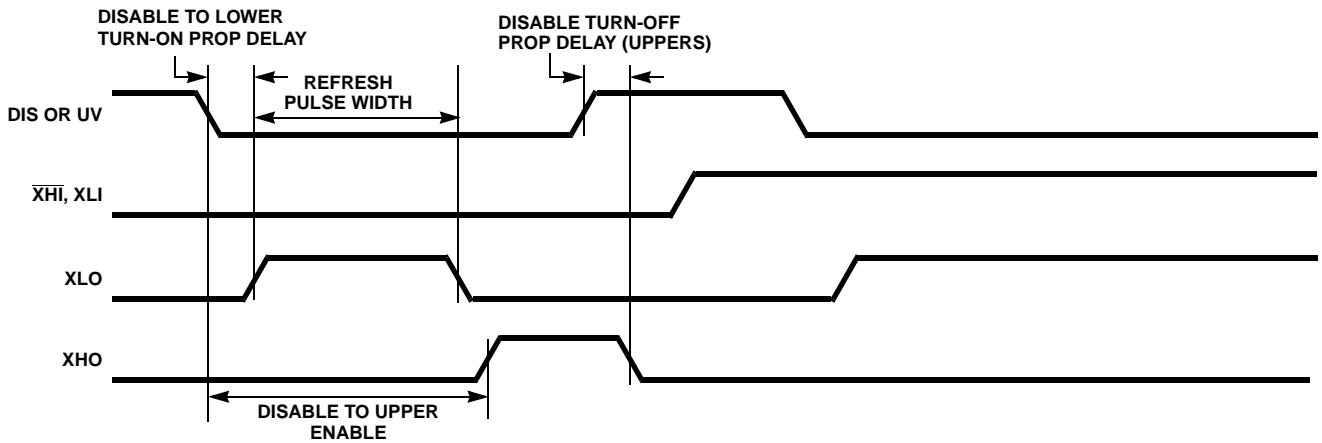 DISABLE TO LOWER
TURN-ON PROP DELAY
DISABLE TURN-OFF
PROP DELAY (UPPERS)
REFRESH
PULSE WIDTH
DIS OR UV
X̅H̅I̅, XLI
XLO
XHO
DISABLE TO UPPER
ENABLE